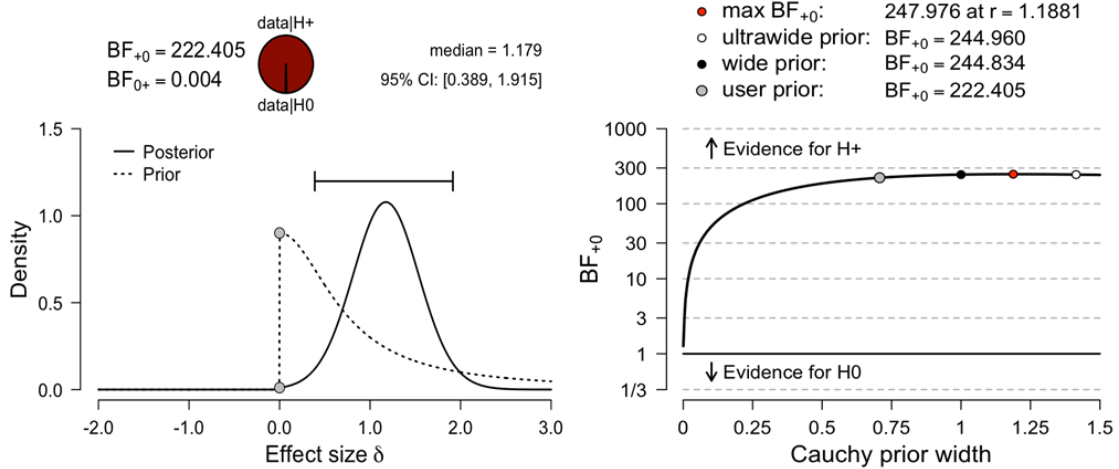 data|H+
BF₊₀ = 222.405
BF₀₊ = 0.004
data|H0
median = 1.179
95% CI: [0.389, 1.915]
Posterior
Prior
Density
1.5
1.0
0.5
0.0
-2.0 -1.0 0.0 1.0 2.0 3.0
Effect size δ
max BF₊₀: 247.976 at r = 1.1881
ultrawide prior: BF₊₀ = 244.960
wide prior: BF₊₀ = 244.834
user prior: BF₊₀ = 222.405
Evidence for H+
BF₊₀
1000
300
100
30
10
3
1
1/3
Evidence for H0
0 0.25 0.5 0.75 1 1.25 1.5
Cauchy prior width